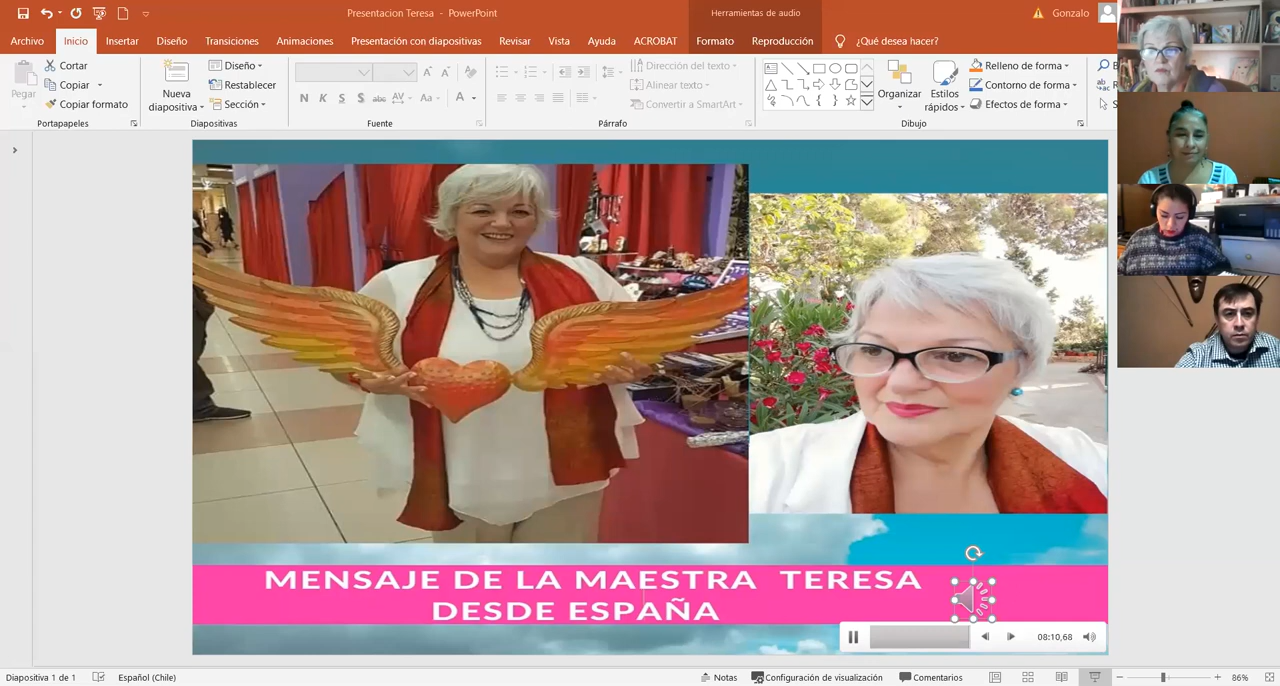 Presentacion Teresa - PowerPoint
Herramientas de audio
Gonzalo
Archivo Inicio Insertar Diseño Transiciones Animaciones Presentación con diapositivas Revisar Vista Ayuda ACROBAT Formato Reproducción ¿Qué desea hacer?
Pegar
Cortar
Copiar
Copiar formato
Portapapeles
Nueva
diapositiva
Diseño
Restablecer
Sección
Diapositivas
N K S S abc AV Aa A
Fuente
Dirección del texto
Alinear texto
Convertir a SmartArt
Párrafo
Organizar
Estilos
rápidos
Relleno de forma
Contorno de forma
Efectos de forma
Dibujo
MENSAJE DE LA MAESTRA TERESA
DESDE ESPAÑA
08:10,68
Diapositiva 1 de 1 Español (Chile) Notas Configuración de visualización Comentarios 86%